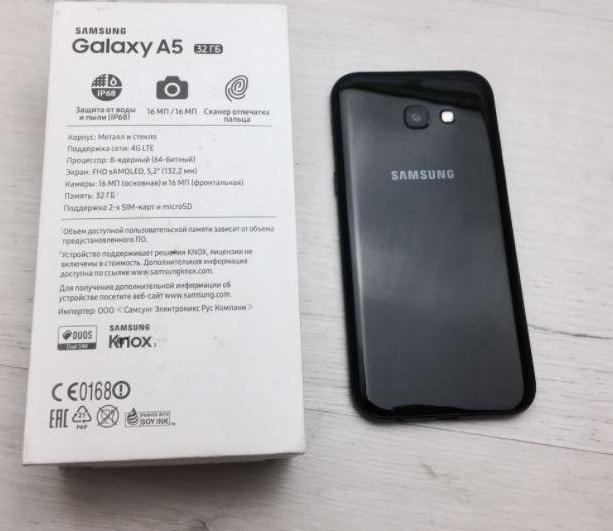 SAMSUNG
Galaxy A5 32 ГБ
IP68
Защита от воды
и пыли (IP68)
16 МП / 16 МП
Сканер отпечатка
пальца
Корпус: Металл и стекло
Поддержка сети: 4G LTE
Процессор: 8-ядерный (64-битный)
Экран: FHD sAMOLED, 5,2" (132,2 мм)
Камеры: 16 МП (основная) и 16 МП (фронтальная)
Память: 32 ГБ
Поддержка 2-х SIM-карт и microSD
Объем доступной пользовательской памяти зависит от объема
предустановленного ПО.
Устройство поддерживает решения KNOX, лицензии не
включены в стоимость. Дополнительная информация
доступна по ссылке www.samsungknox.com.
Для получения дополнительной информации об
устройстве посетите веб-сайт www.samsung.com.
Импортер: ООО <Самсунг Электроникс Рус Компани>
DUOS
Dual SIM
SAMSUNG
Knox
CE0168
EAC
21
PAP
PRINTED WITH
SOY INK
SAMSUNG